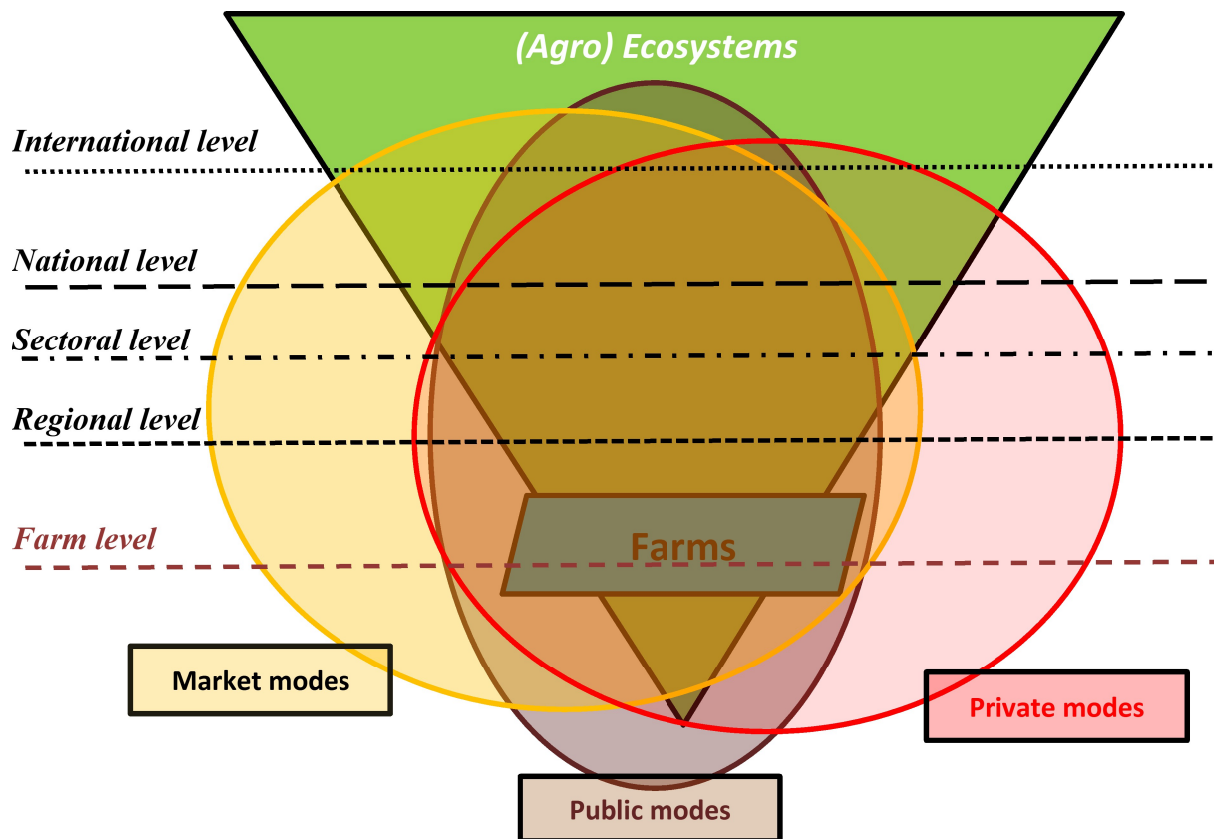 (Agro) Ecosystems
International level
National level
Sectoral level
Regional level
Farm level
Farms
Market modes
Private modes
Public modes